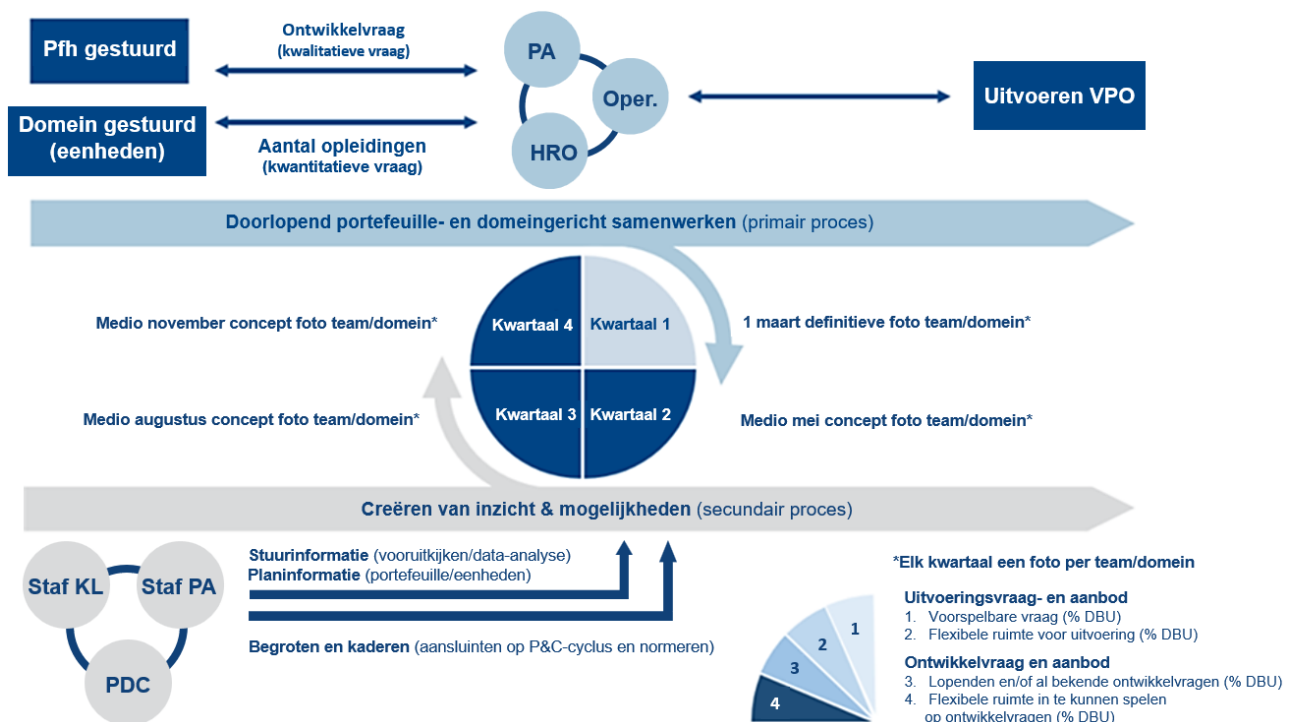 Pfh gestuurd
Ontwikkelvraag
(kwalitatieve vraag)
PA
Oper.
HRO
Uitvoeren VPO
Domein gestuurd
(eenheden)
Aantal opleidingen
(kwantitatieve vraag)
Doorlopend portefeuille- en domeingericht samenwerken (primair proces)
Medio november concept foto team/domein*
Kwartaal 4
Kwartaal 1
1 maart definitieve foto team/domein*
Medio augustus concept foto team/domein*
Kwartaal 3
Kwartaal 2
Medio mei concept foto team/domein*
Creëren van inzicht & mogelijkheden (secundair proces)
Staf KL
Staf PA
PDC
Stuurinformatie (vooruitkijken/data-analyse)
Planinformatie (portefeuille/eenheden)
Begroten en kaderen (aansluinten op P&C-cyclus en normeren)
*Elk kwartaal een foto per team/domein
1
2
3
4
Uitvoeringsvraag- en aanbod
1. Voorspelbare vraag (% DBU)
2. Flexibele ruimte voor uitvoering (% DBU)
Ontwikkelvraag en aanbod
3. Lopenden en/of al bekende ontwikkelvragen (% DBU)
4. Flexibele ruimte in te kunnen spelen
op ontwikkelvragen (% DBU)